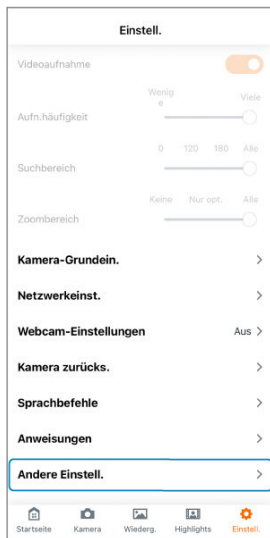 Einstell.
Videoaufnahme
Wenig
e
Viele
Aufn.häufigkeit
0 120 180 Alle
Suchbereich
Keine Nur opt. Alle
Zoombereich
Kamera-Grundein.
Netzwerkeinst.
Webcam-Einstellungen Aus
Kamera zurücks.
Sprachbefehle
Anweisungen
Andere Einstell.
Startseite Kamera Wiederg. Highlights Einstell.